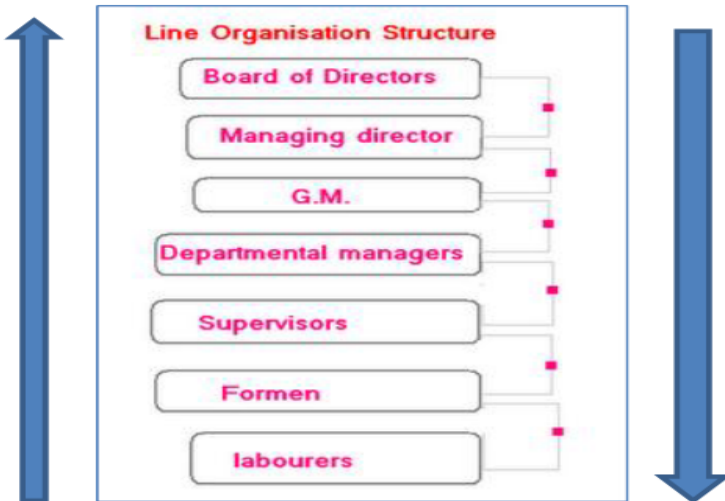 Line Organisation Structure
Board of Directors
Managing director
G.M.
Departmental managers
Supervisors
Formen
labourers